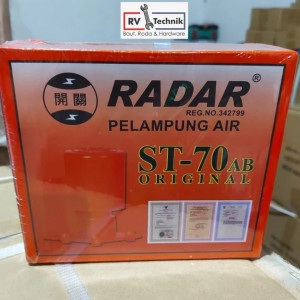 RV Technik
Baut, Roda & Hardware
開關
RADAR®
REG.NO.342799
PELAMPUNG AIR
ST-70AB
ORIGINAL